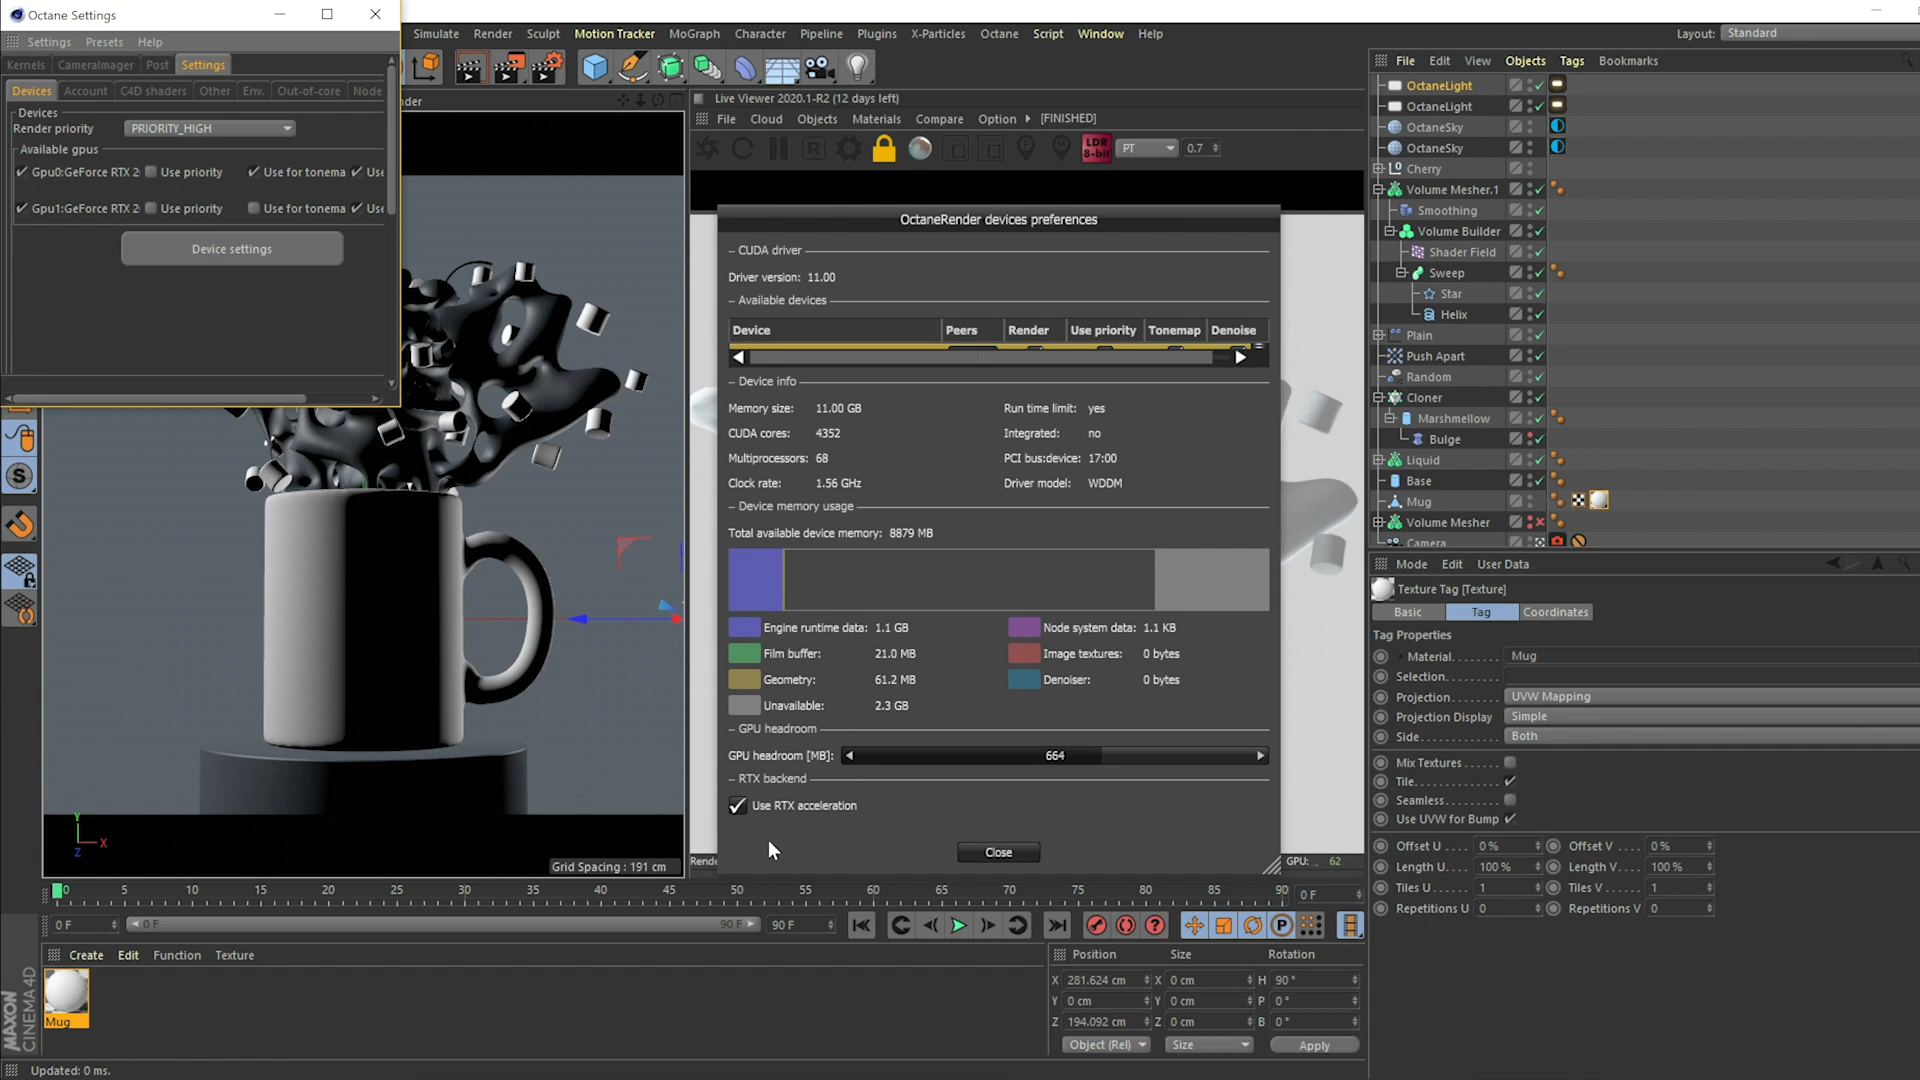 Octane Settings
Settings Presets Help
Kernels CameraImager Post Settings
Devices Account C4D shaders Other Env. Out-of-core Node
Devices
Render priority PRIORITY_HIGH
Available gpus
Gpu0:GeForce RTX 2 Use priority Use for tonema Use
Gpu1:GeForce RTX 2 Use priority Use for tonema Use
Device settings
Simulate Render Sculpt Motion Tracker MoGraph Character Pipeline Plugins X-Particles Octane Script Window Help
Layout: Standard
Live Viewer 2020.1-R2 (12 days left)
File Cloud Objects Materials Compare Option [FINISHED]
LDR
8-bit
PT 0.7
OctaneRender devices preferences
CUDA driver
Driver version: 11.00
Available devices
Device Peers Render Use priority Tonemap Denoise
Device info
Memory size: 11.00 GB Run time limit: yes
CUDA cores: 4352 Integrated: no
Multiprocessors: 68 PCI bus:device: 17:00
Clock rate: 1.56 GHz Driver model: WDDM
Device memory usage
Total available device memory: 8879 MB
Engine runtime data: 1.1 GB Node system data: 1.1 KB
Film buffer: 21.0 MB Image textures: 0 bytes
Geometry: 61.2 MB Denoiser: 0 bytes
Unavailable: 2.3 GB
GPU headroom
GPU headroom [MB]: 664
RTX backend
Use RTX acceleration
Close
Rende GPU: 62
Y
X
Z
Grid Spacing : 191 cm
File Edit View Objects Tags Bookmarks
OctaneLight
OctaneLight
OctaneSky
OctaneSky
Cherry
Volume Mesher.1
Smoothing
Volume Builder
Shader Field
Sweep
Star
Helix
Plain
Push Apart
Random
Cloner
Marshmellow
Bulge
Liquid
Base
Mug
Volume Mesher
Camera
Mode Edit User Data
Texture Tag [Texture]
Basic Tag Coordinates
Tag Properties
Material Mug
Selection
Projection UVW Mapping
Projection Display Simple
Side Both
Mix Textures
Tile
Seamless
Use UVW for Bump
Offset U 0 % Offset V 0 %
Length U 100 % Length V 100 %
Tiles U 1 Tiles V 1
Repetitions U 0 Repetitions V 0
0 5 10 15 20 25 30 35 40 45 50 55 60 65 70 75 80 85 90 0 F
0 F 0 F 90 F 90 F
Create Edit Function Texture
Mug
Position Size Rotation
X 281.624 cm X 0 cm H 90 °
Y 0 cm Y 0 cm P 0 °
Z 194.092 cm Z 0 cm B 0 °
Object (Rel) Size Apply
MAXON
CINEMA 4D
Updated: 0 ms.